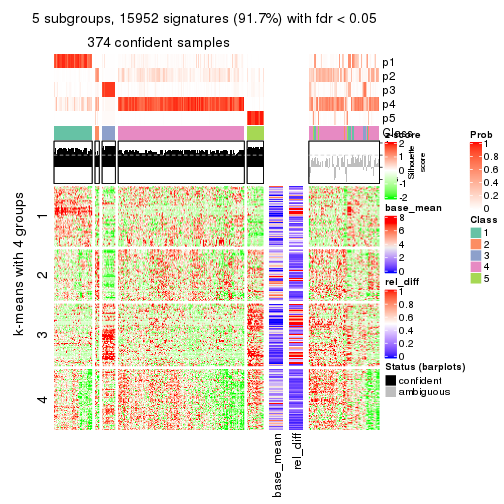 5 subgroups, 15952 signatures (91.7%) with fdr < 0.05
374 confident samples
p1
p2
p3
p4
p5
Class
z-score
2
1
0
-1
-2
Silhouette
score
Prob
1
0.8
0.6
0.4
0.2
0
base_mean
8
6
4
2
0
Class
1
2
3
4
5
rel_diff
1
0.8
0.6
0.4
0.2
0
Status (barplots)
confident
ambiguous
k-means with 4 groups
1
2
3
4
base_mean
rel_diff